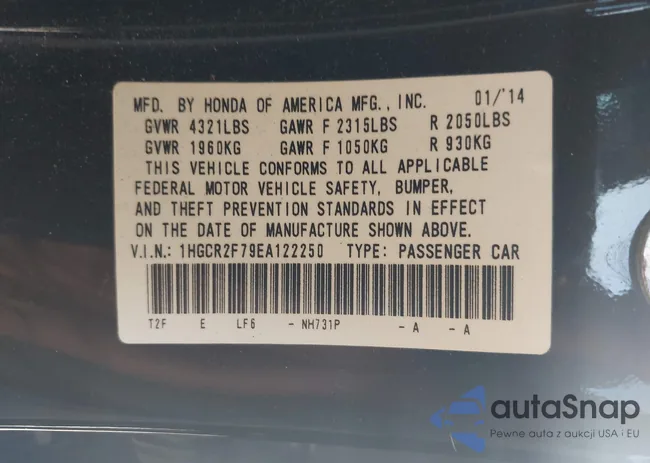 MFD. BY HONDA OF AMERICA MFG., INC. 01/'14
GVWR 4321LBS GAWR F 2315LBS R 2050LBS
GVWR 1960KG GAWR F 1050KG R 930KG
THIS VEHICLE CONFORMS TO ALL APPLICABLE
FEDERAL MOTOR VEHICLE SAFETY, BUMPER,
AND THEFT PREVENTION STANDARDS IN EFFECT
ON THE DATE OF MANUFACTURE SHOWN ABOVE.
V.I.N.: 1HGCR2F79EA122250 TYPE: PASSENGER CAR
T2F E LF6 - NH731P - A - A
autaSnap
Pewne auta z aukcji USA i EU